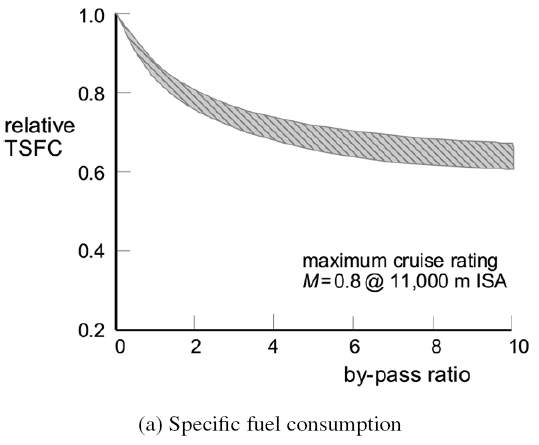 1.0
0.8
relative
TSFC
0.6
0.4
maximum cruise rating
M=0.8 @ 11,000 m ISA
0.2
0 2 4 6 8 10
by-pass ratio
(a) Specific fuel consumption